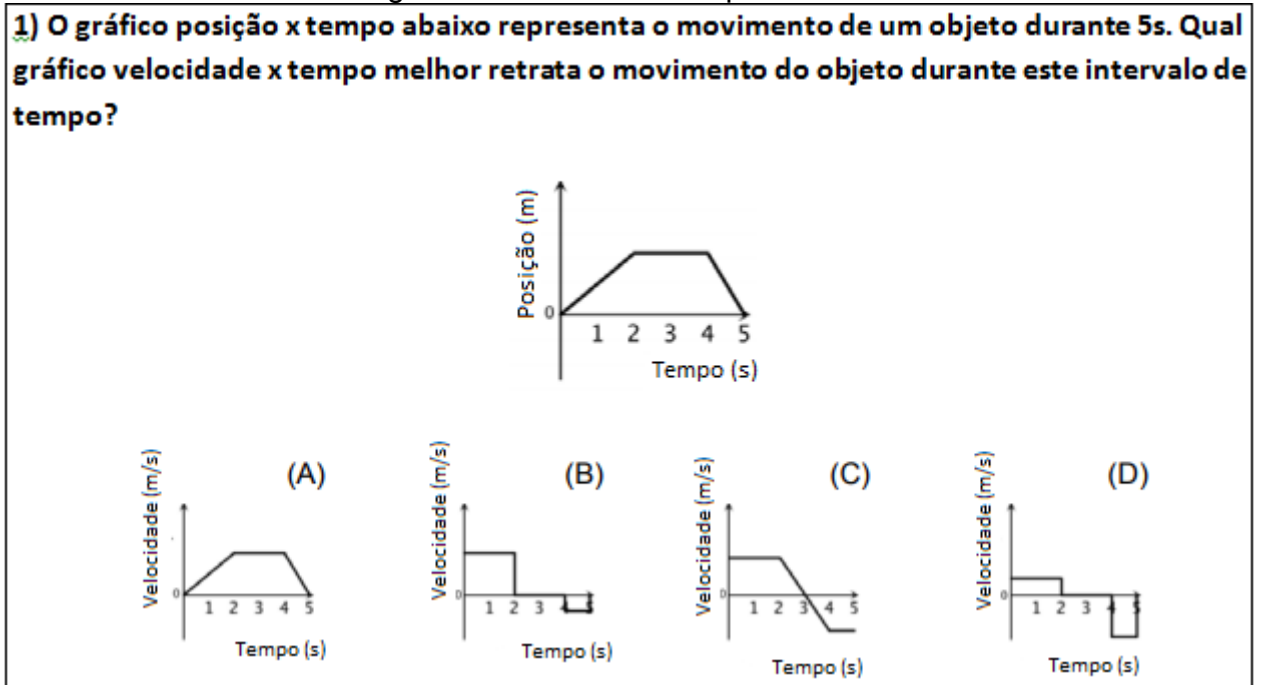 1) O gráfico posição x tempo abaixo representa o movimento de um objeto durante 5s. Qual
gráfico velocidade x tempo melhor retrata o movimento do objeto durante este intervalo de
tempo?
Posição (m)
0
1 2 3 4 5
Tempo (s)
(A)
Velocidade (m/s)
0
1 2 3 4 5
Tempo (s)
(B)
Velocidade (m/s)
0
1 2 3 4 5
Tempo (s)
(C)
Velocidade (m/s)
0
1 2 3 4 5
Tempo (s)
(D)
Velocidade (m/s)
0
1 2 3 4 5
Tempo (s)